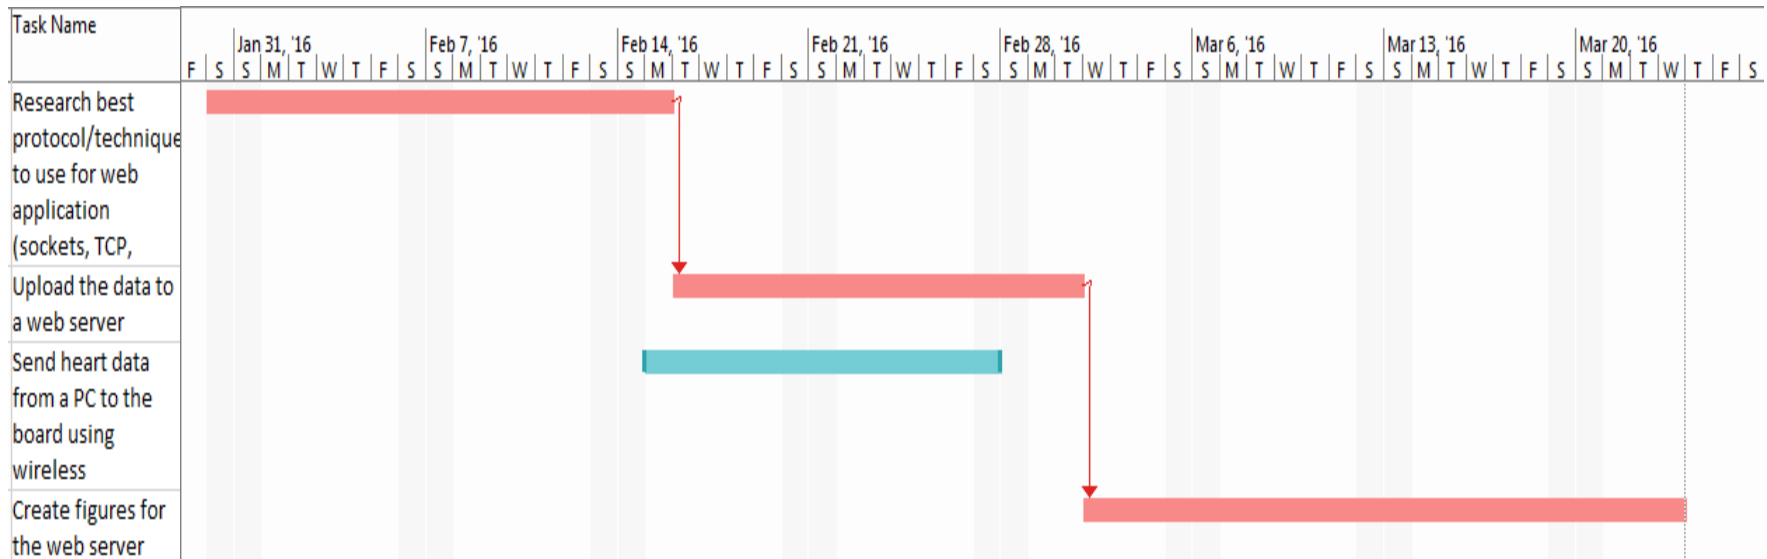 Task Name
Jan 31, '16 Feb 7, '16 Feb 14, '16 Feb 21, '16 Feb 28, '16 Mar 6, '16 Mar 13, '16 Mar 20, '16
F S S M T W T F S S M T W T F S S M T W T F S S M T W T F S S M T W T F S S M T W T F S S M T W T F S S M T W T F S
Research best
protocol/technique
to use for web
application
(sockets, TCP,
Upload the data to
a web server
Send heart data
from a PC to the
board using
wireless
Create figures for
the web server